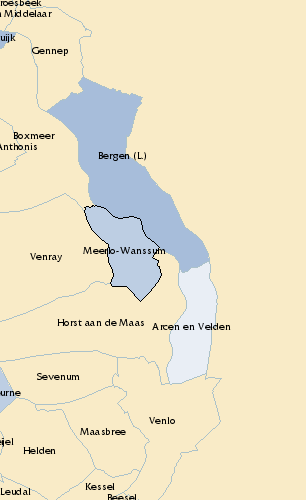 roesbeek
n Middelaar
uijk
Gennep
Boxmeer
Anthonis
Bergen (L)
Venray
Meerlo-Wanssum
Horst aan de Maas
Arcen en Velden
Sevenum
urne
Venlo
Maasbree
jel
Helden
Kessel
Leudal
Beesel